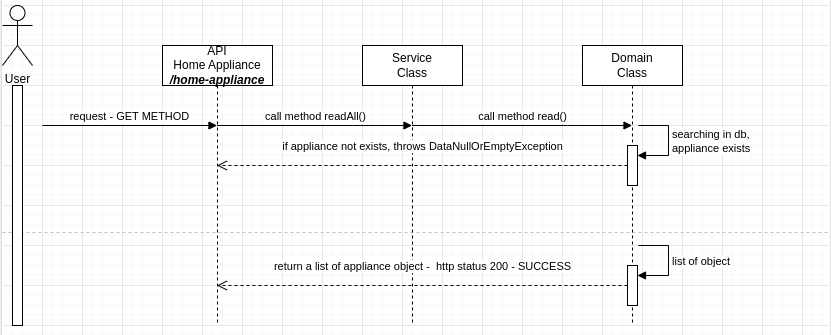 User
API
Home Appliance
/home-appliance
Service
Class
Domain
Class
request - GET METHOD
call method readAll()
call method read()
searching in db,
appliance exists
if appliance not exists, throws DataNullOrEmptyException
list of object
return a list of appliance object -  http status 200 - SUCCESS